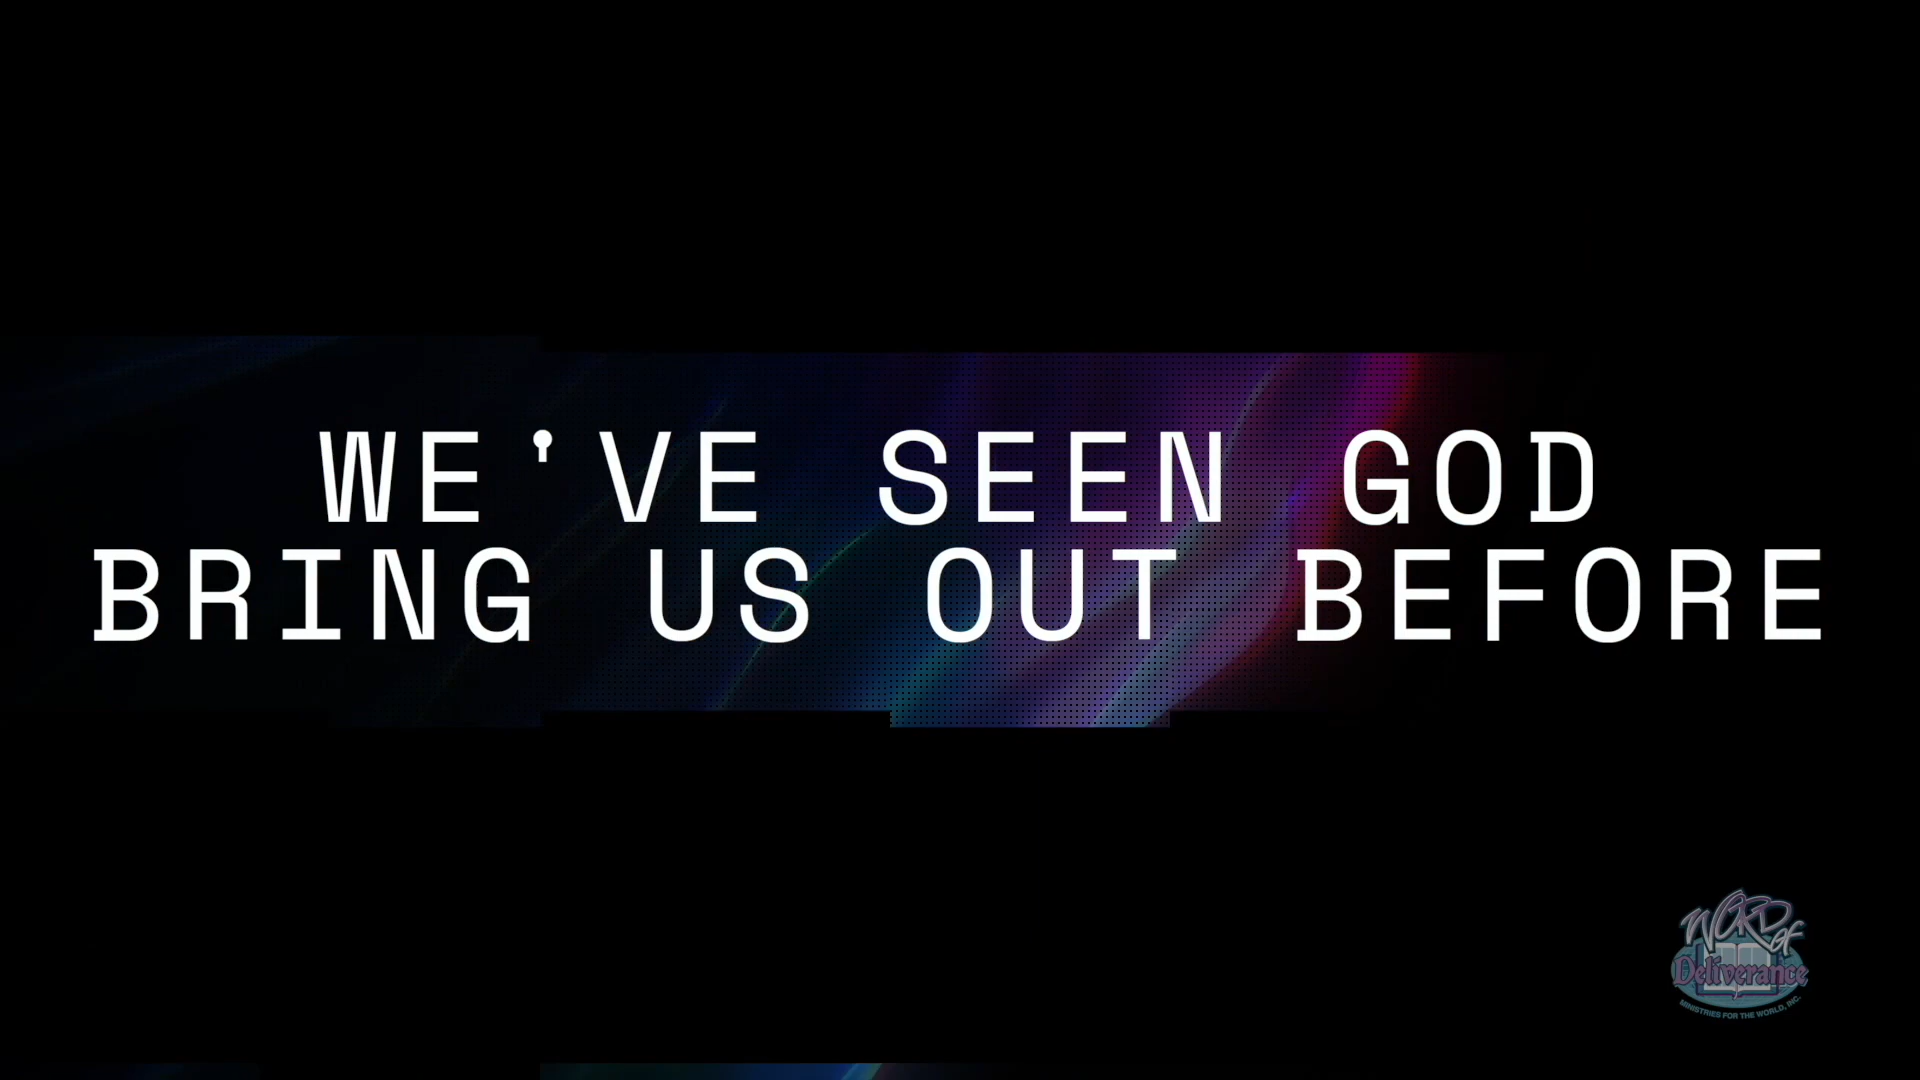 WE'VE SEEN GOD
BRING US OUT BEFORE
WORD of
Deliverance
MINISTRIES FOR THE WORLD, INC.